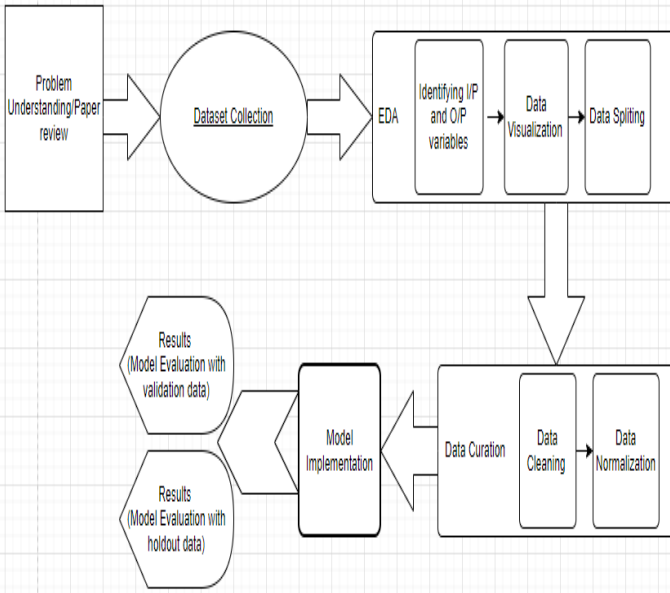 Problem
Understanding/Paper
review
Dataset Collection
EDA
Identifying I/P
and O/P
variables
Data
Visualization
Data Spliting
Data Curation
Data
Cleaning
Data
Normalization
Model
Implementation
Results
(Model Evaluation with
validation data)
Results
(Model Evaluation with
holdout data)